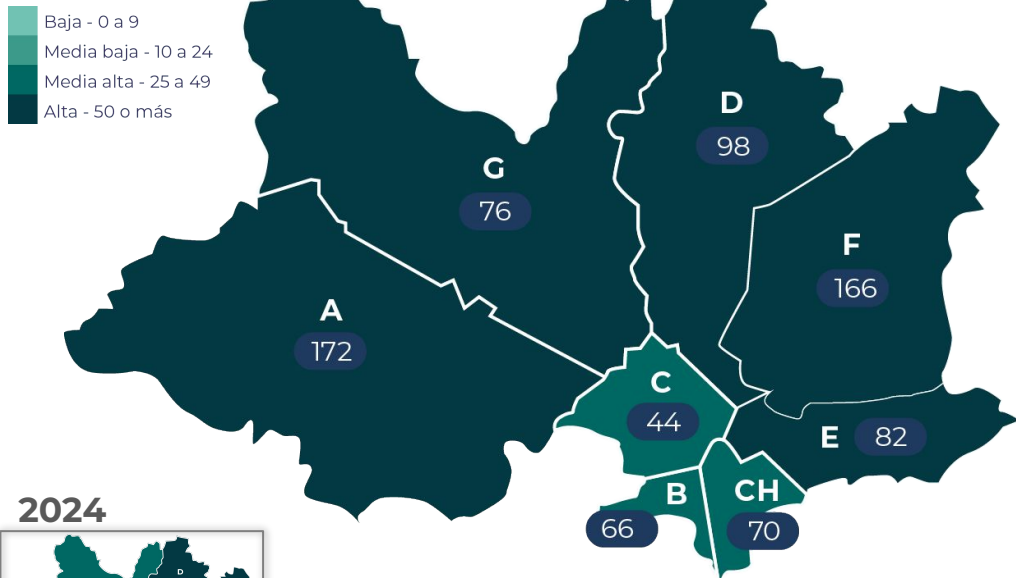 Baja - 0 a 9
Media baja - 10 a 24
Media alta - 25 a 49
Alta - 50 o más
D
98
G
76
F
166
A
172
C
44
E 82
B
66
CH
70
2024
D